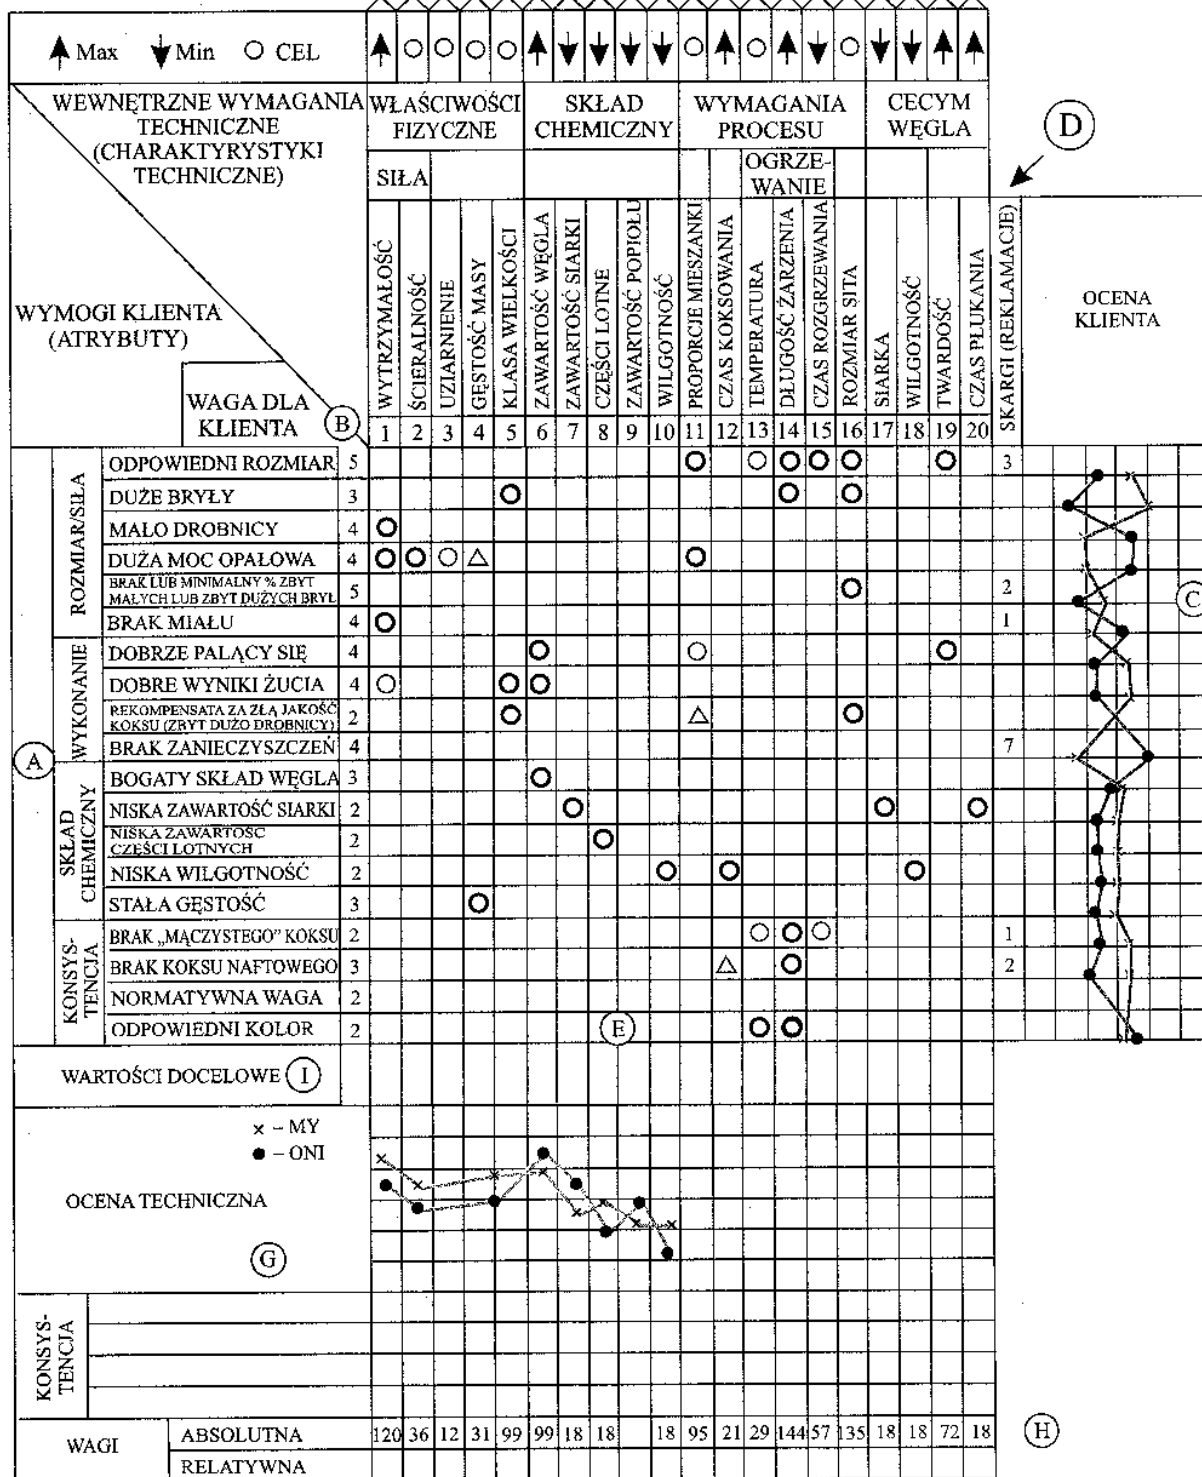 Max Min CEL
WEWNĘTRZNE WYMAGANIA
TECHNICZNE
(CHARAKTYRYSTYKI
TECHNICZNE)
WŁAŚCIWOŚCI
FIZYCZNE
SKŁAD
CHEMICZNY
WYMAGANIA
PROCESU
CECYM
WĘGLA
SIŁA
OGRZE-
WANIE
D
WYTRZYMAŁOŚĆ
ŚCIERALNOŚĆ
UZIARNIENIE
GĘSTOŚĆ MASY
KLASA WIELKOŚCI
ZAWARTOŚĆ WĘGLA
ZAWARTOŚĆ SIARKI
CZĘŚCI LOTNE
ZAWARTOŚĆ POPIOŁU
WILGOTNOŚĆ
PROPORCIE MIESZANKI
CZAS KOKSOWANIA
TEMPERATURA
DŁUGOŚĆ ŻARZENIA
CZAS ROZGRZEWANIA
ROZMIAR SITA
SIARKA
WILGOTNOŚĆ
TWARDOŚĆ
CZAS PŁUKANIA
SKARGI (REKLAMACJE)
OCENA
KLIENTA
WYMOGI KLIENTA
(ATRYBUTY)
WAGA DLA
KLIENTA
B
1 2 3 4 5 6 7 8 9 10 11 12 13 14 15 16 17 18 19 20
A
ROZMIAR/SIŁA
ODPOWIEDNI ROZMIAR 5 3
DUŻE BRYŁY 3
MAŁO DROBNICY 4
DUŻA MOC OPAŁOWA 4
BRAK LUB MINIMALNY % ZBYT
MAŁYCH LUB ZBYT DUŻYCH BRYŁ 5 2
C
BRAK MIAŁU 4 1
WYKONANIE
DOBRZE PALĄCY SIĘ 4
DOBRE WYNIKI ŻUCIA 4
REKOMPENSATA ZA ZŁĄ JAKOŚĆ
KOKSU (ZBYT DUŻO DROBNICY) 2
BRAK ZANIECZYSZCZEŃ 4 7
SKŁAD
CHEMICZNY
BOGATY SKŁAD WĘGLA 3
NISKA ZAWARTOŚĆ SIARKI 2
NISKA ZAWARTOŚĆ
CZĘŚCI LOTNYCH 2
NISKA WILGOTNOŚĆ 2
STAŁA GĘSTOŚĆ 3
KONSYS-
TENCJA
BRAK „MĄCZYSTEGO” KOKSU 2 1
BRAK KOKSU NAFTOWEGO 3 2
NORMATYWNA WAGA 2
ODPOWIEDNI KOLOR 2
E
WARTOŚCI DOCELOWE I
x – MY
● – ONI
OCENA TECHNICZNA
G
KONSYS-
TENCJA
WAGI
ABSOLUTNA 120 36 12 31 99 99 18 18 18 95 21 29 144 57 135 18 18 72 18
H
RELATYWNA